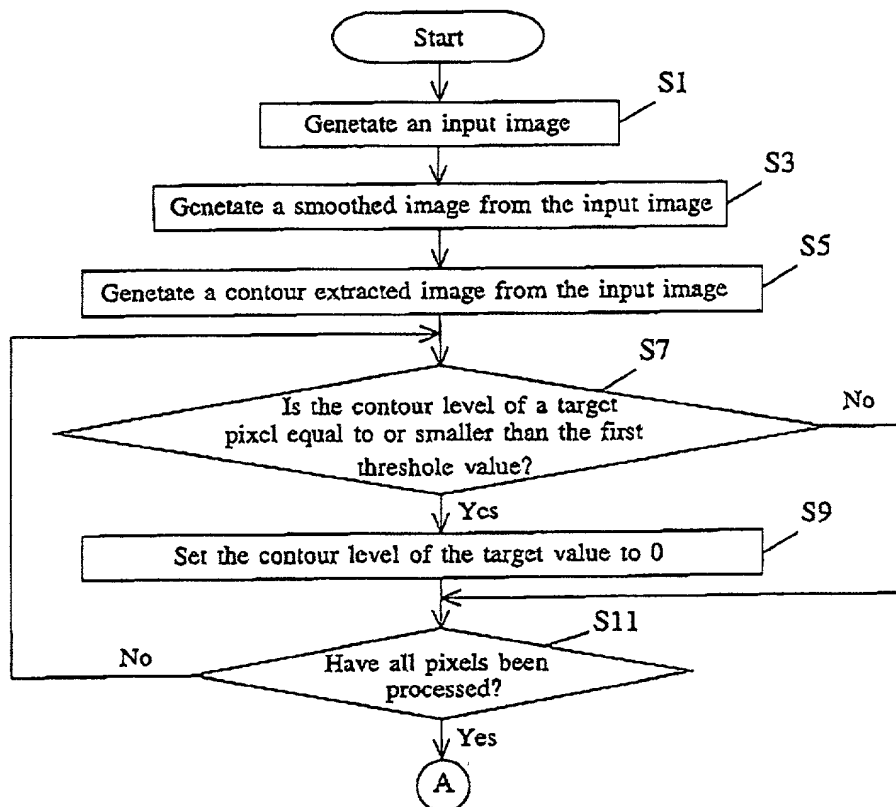 Start
S1
Genetate an input image
S3
Genetate a smoothed image from the input image
S5
Genetate a contour extracted image from the input image
S7
Is the contour level of a target
pixel equal to or smaller than the first
threshole value?
No
Yes
S9
Set the contour level of the target value to 0
S11
No
Have all pixels been
processed?
Yes
A